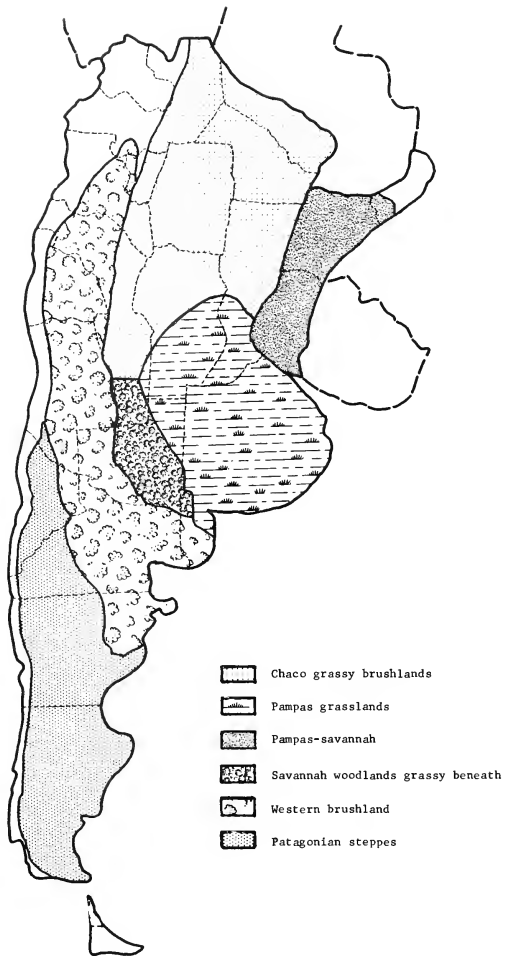 Chaco grassy brushlands
Pampas grasslands
Pampas-savannah
Savannah woodlands grassy beneath
Western brushland
Patagonian steppes